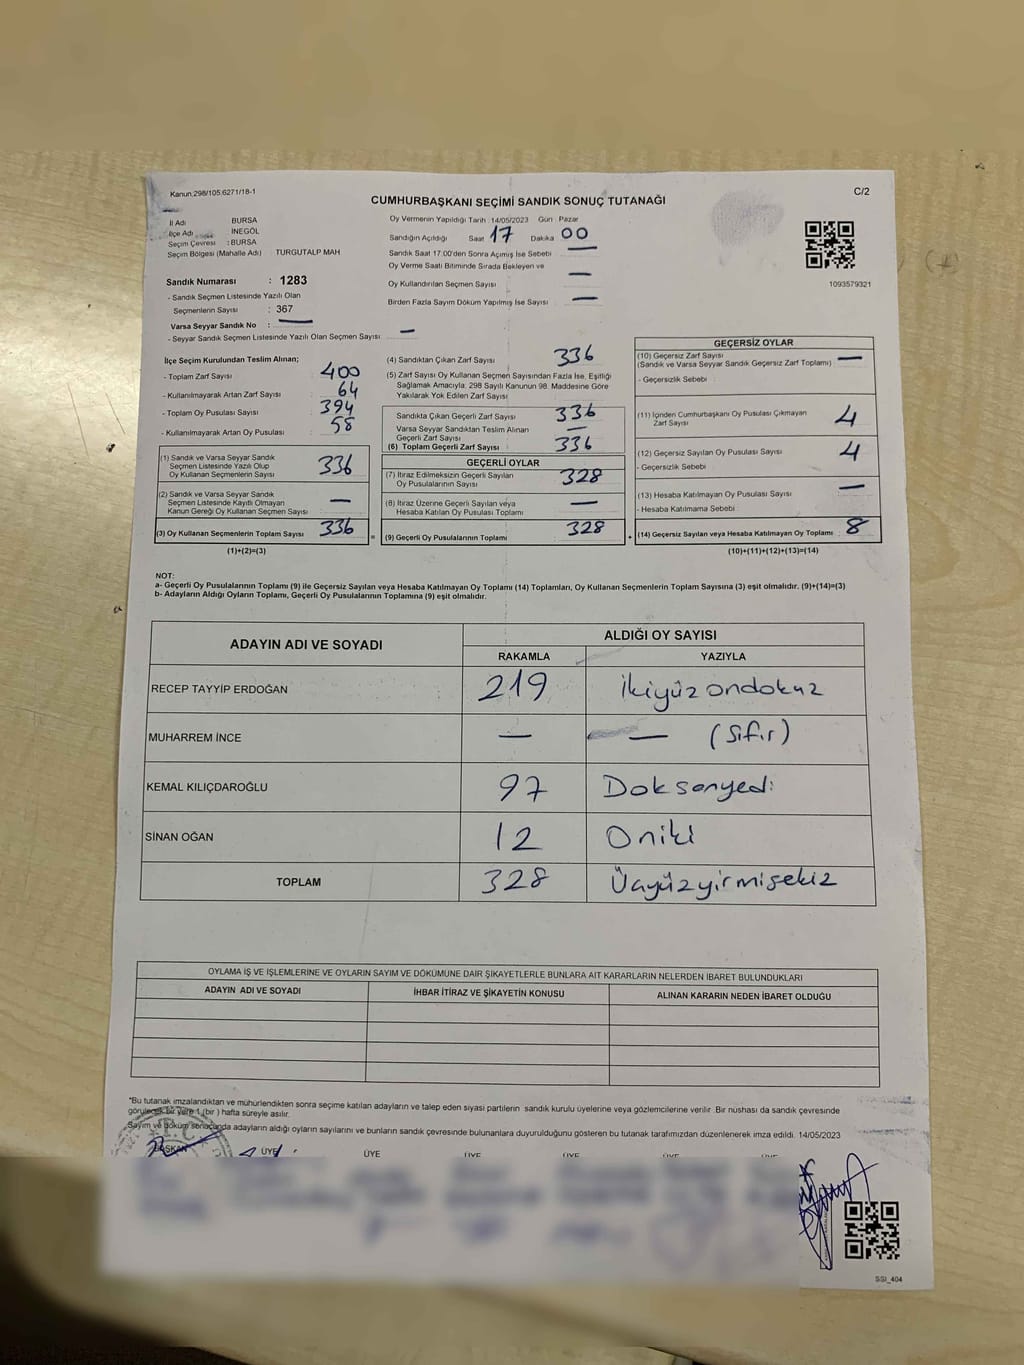 Kanun.298/105.6271/18-1
C/2
CUMHURBAŞKANI SEÇİMİ SANDIK SONUÇ TUTANAĞI
İl Adı BURSA
İlçe Adı : İNEGÖL
Seçim Çevresi : BURSA
Seçim Bölgesi (Mahalle Adı) TURGUTALP MAH
Sandık Numarası : 1283
- Sandık Seçmen Listesinde Yazılı Olan
Seçmenlerin Sayısı : 367
Varsa Seyyar Sandık No : —
- Seyyar Sandık Seçmen Listesinde Yazılı Olan Seçmen Sayısı —
Oy Vermenin Yapıldığı Tarih : 14/05/2023 Gün : Pazar
Sandığın Açıldığı Saat 17 Dakika 00
Sandık Saat 17:00'den Sonra Açımış İse Sebebi —
Oy Verme Saati Bitiminde Sırada Bekleyen ve
Oy Kullandırılan Seçmen Sayısı —
Birden Fazla Sayım Döküm Yapılmış İse Sayısı —
1093579321
İlçe Seçim Kurulundan Teslim Alınan;
- Toplam Zarf Sayısı 400
- Kullanılmayarak Artan Zarf Sayısı 64
- Toplam Oy Pusulası Sayısı 394
- Kullanılmayarak Artan Oy Pusulası 58
(1) Sandık ve Varsa Seyyar Sandık
Seçmen Listesinde Yazılı Olup
Oy Kullanan Seçmenlerin Sayısı 336
(2) Sandık ve Varsa Seyyar Sandık
Seçmen Listesinde Kayıtlı Olmayan
Kanun Gereği Oy Kullanan Seçmen Sayısı —
(3) Oy Kullanan Seçmenlerin Toplam Sayısı 336
(1)+(2)=(3)
(4) Sandıktan Çıkan Zarf Sayısı 336
(5) Zarf Sayısı Oy Kullanan Seçmen Sayısından Fazla İse, Eşitliği
Sağlamak Amacıyla, 298 Sayılı Kanunun 98. Maddesine Göre
Yakılarak Yok Edilen Zarf Sayısı
Sandıkta Çıkan Geçerli Zarf Sayısı 336
Varsa Seyyar Sandıktan Teslim Alınan
Geçerli Zarf Sayısı —
(6) Toplam Geçerli Zarf Sayısı 336
GEÇERLİ OYLAR
(7) İtiraz Edilmeksizin Geçerli Sayılan
Oy Pusulalarının Sayısı 328
(8) İtiraz Üzerine Geçerli Sayılan veya
Hesaba Katılan Oy Pusulası Toplamı —
= (9) Geçerli Oy Pusulalarının Toplamı 328
GEÇERSİZ OYLAR
(10) Geçersiz Zarf Sayısı
(Sandık ve Varsa Seyyar Sandık Geçersiz Zarf Toplamı) —
- Geçersizlik Sebebi
(11) İçinden Cumhurbaşkanı Oy Pusulası Çıkmayan
Zarf Sayısı 4
(12) Geçersiz Sayılan Oy Pusulası Sayısı 4
- Geçersizlik Sebebi
(13) Hesaba Katılmayan Oy Pusulası Sayısı —
- Hesaba Katılmama Sebebi
+ (14) Geçersiz Sayılan veya Hesaba Katılmayan Oy Toplamı 8
(10)+(11)+(12)+(13)=(14)
NOT:
a- Geçerli Oy Pusulalarının Toplamı (9) ile Geçersiz Sayılan veya Hesaba Katılmayan Oy Toplamı (14) Toplamları, Oy Kullanan Seçmenlerin Toplam Sayısına (3) eşit olmalıdır. (9)+(14)=(3)
b- Adayların Aldığı Oyların Toplamı, Geçerli Oy Pusulalarının Toplamına (9) eşit olmalıdır.
ADAYIN ADI VE SOYADI ALDIĞI OY SAYISI
RAKAMLA YAZIYLA
RECEP TAYYİP ERDOĞAN 219 İkiyüzondokuz
MUHARREM İNCE — — (Sıfır)
KEMAL KILIÇDAROĞLU 97 Doksanyedi
SİNAN OĞAN 12 Oniki
TOPLAM 328 Üçyüzyirmisekiz
OYLAMA İŞ VE İŞLEMLERİNE VE OYLARIN SAYIM VE DÖKÜMÜNE DAİR ŞİKAYETLERLE BUNLARA AİT KARARLARIN NELERDEN İBARET BULUNDUKLARI
ADAYIN ADI VE SOYADI İHBAR İTİRAZ VE ŞİKAYETİN KONUSU ALINAN KARARIN NEDEN İBARET OLDUĞU
*Bu tutanak imzalandıktan ve mühürlendikten sonra seçime katılan adayların ve talep eden siyasi partilerin sandık kurulu üyelerine veya gözlemcilerine verilir. Bir nüshası da sandık çevresinde
görülecek bir yere 1 (bir ) hafta süreyle asılır.
Sayım ve döküm sonucunda adayların aldığı oyların sayılarını ve bunların sandık çevresinde bulunanlara duyurulduğunu gösteren bu tutanak tarafımızdan düzenlenerek imza edildi. 14/05/2023
BAŞKAN ÜYE ÜYE ÜYE ÜYE ÜYE ÜYE
SSI_404